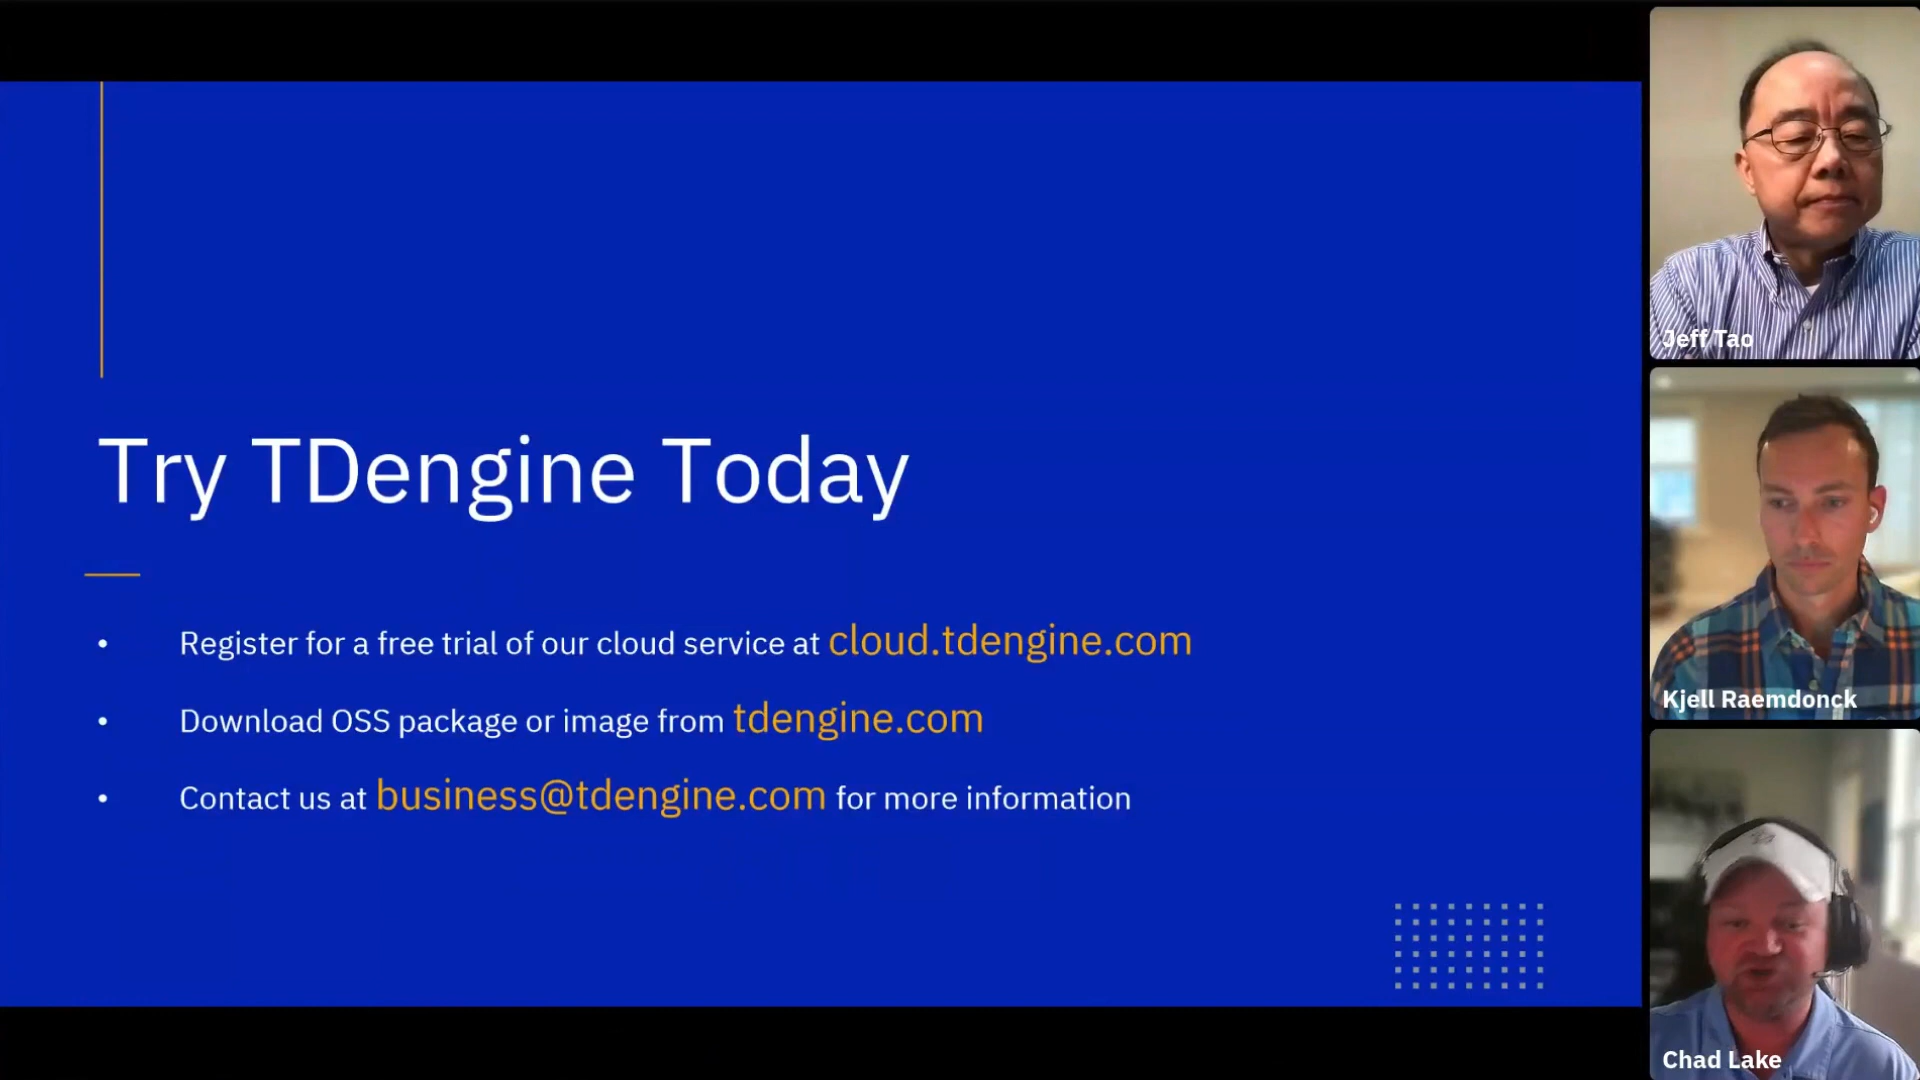 Try TDengine Today
• Register for a free trial of our cloud service at cloud.tdengine.com
• Download OSS package or image from tdengine.com
• Contact us at business@tdengine.com for more information
Jeff Tao
Kjell Raemdonck
Chad Lake